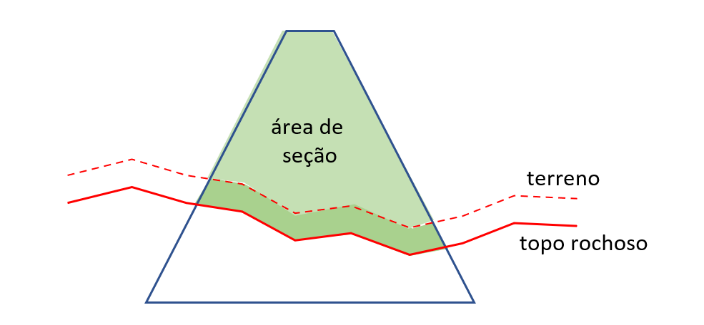 área de
seção
terreno
topo rochoso